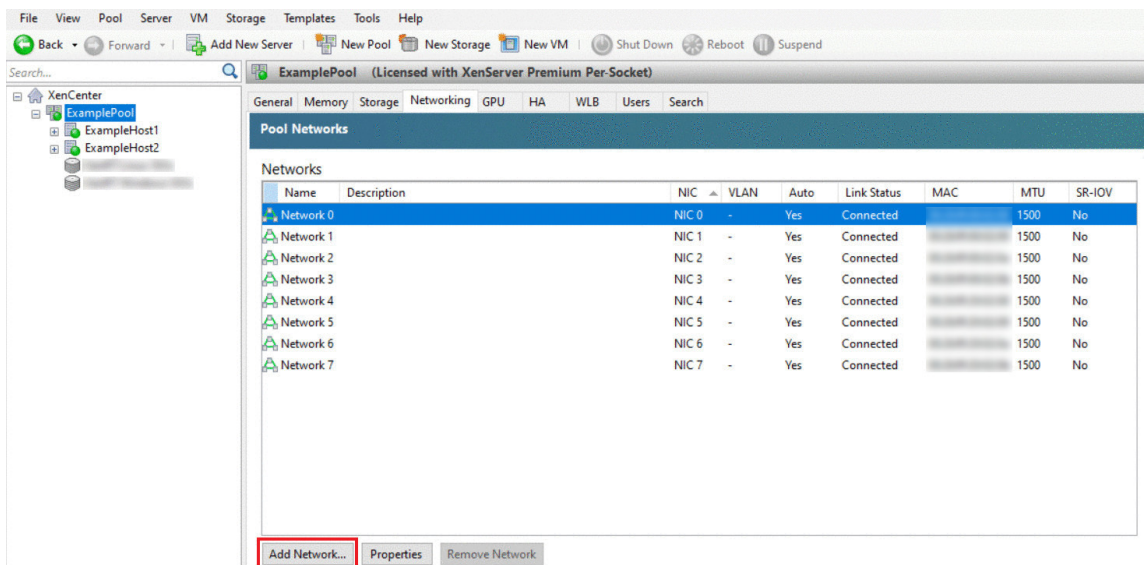 File View Pool Server VM Storage Templates Tools Help
Back Forward Add New Server New Pool New Storage New VM Shut Down Reboot Suspend
Search...
ExamplePool (Licensed with XenServer Premium Per-Socket)
XenCenter
ExamplePool
ExampleHost1
ExampleHost2
General Memory Storage Networking GPU HA WLB Users Search
Pool Networks
Networks
Name Description NIC VLAN Auto Link Status MAC MTU SR-IOV
Network 0 NIC 0 - Yes Connected 1500 No
Network 1 NIC 1 - Yes Connected 1500 No
Network 2 NIC 2 - Yes Connected 1500 No
Network 3 NIC 3 - Yes Connected 1500 No
Network 4 NIC 4 - Yes Connected 1500 No
Network 5 NIC 5 - Yes Connected 1500 No
Network 6 NIC 6 - Yes Connected 1500 No
Network 7 NIC 7 - Yes Connected 1500 No
Add Network... Properties Remove Network